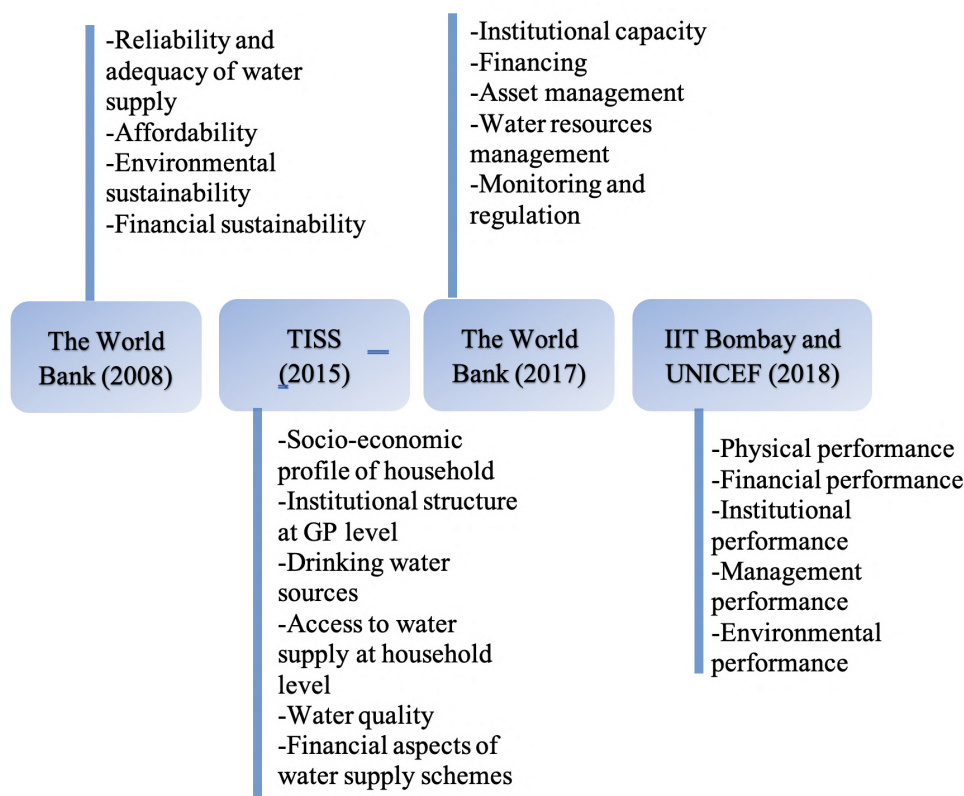 -Reliability and
adequacy of water
supply
-Affordability
-Environmental
sustainability
-Financial sustainability
-Institutional capacity
-Financing
-Asset management
-Water resources
management
-Monitoring and
regulation
The World
Bank (2008)
TISS
(2015)
The World
Bank (2017)
IIT Bombay and
UNICEF (2018)
-Socio-economic
profile of household
-Institutional structure
at GP level
-Drinking water
sources
-Access to water
supply at household
level
-Water quality
-Financial aspects of
water supply schemes
-Physical performance
-Financial performance
-Institutional
performance
-Management
performance
-Environmental
performance